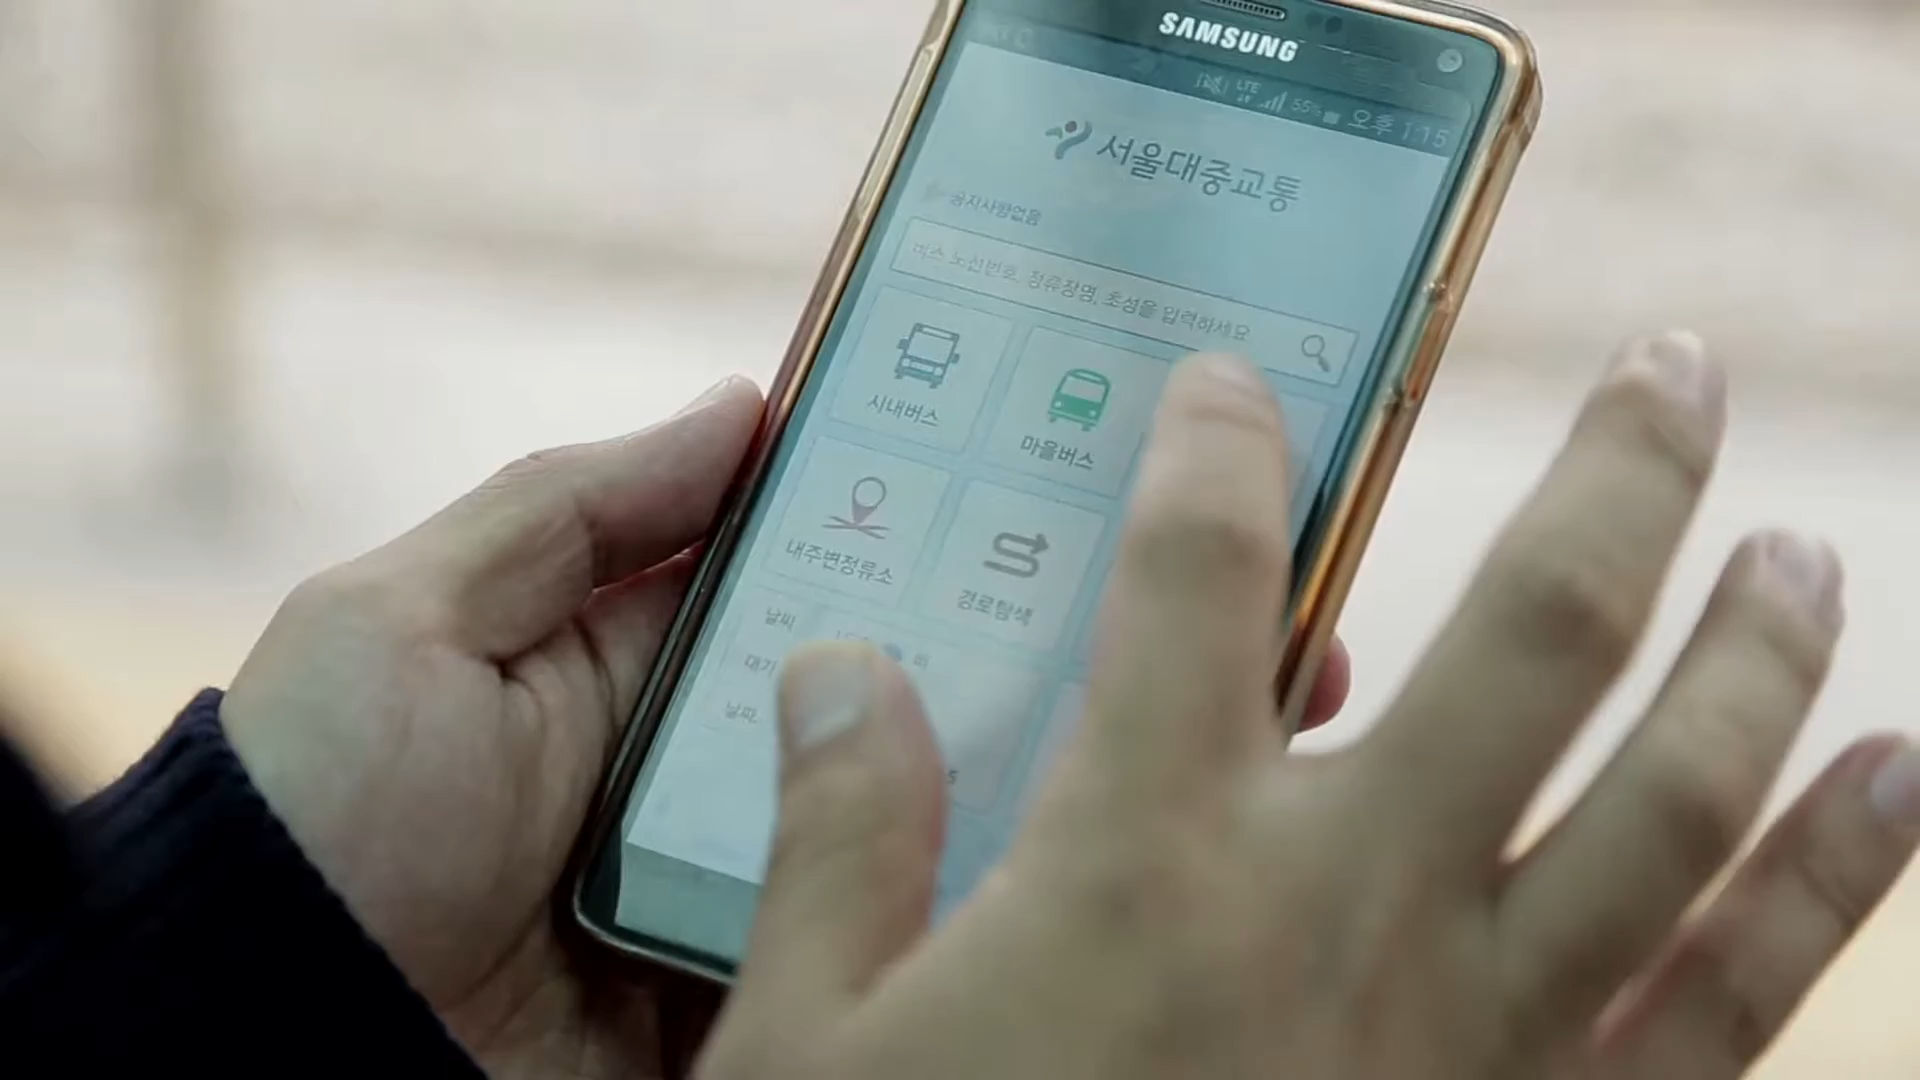 SAMSUNG
LTE 55% 오후 1:15
서울대중교통
공지사항없음
버스 노선번호, 정류장명, 초성을 입력하세요
시내버스
마을버스
내주변정류소
경로탐색
날씨
대기
날짜